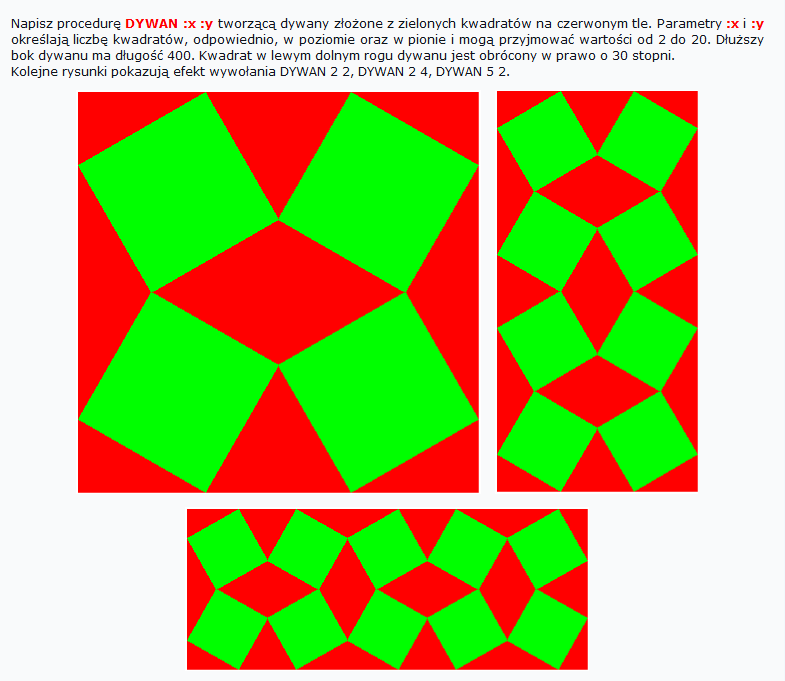 Napisz procedurę DYWAN :x :y tworzącą dywany złożone z zielonych kwadratów na czerwonym tle. Parametry :x i :y
określają liczbę kwadratów, odpowiednio, w poziomie oraz w pionie i mogą przyjmować wartości od 2 do 20. Dłuższy
bok dywanu ma długość 400. Kwadrat w lewym dolnym rogu dywanu jest obrócony w prawo o 30 stopni.
Kolejne rysunki pokazują efekt wywołania DYWAN 2 2, DYWAN 2 4, DYWAN 5 2.